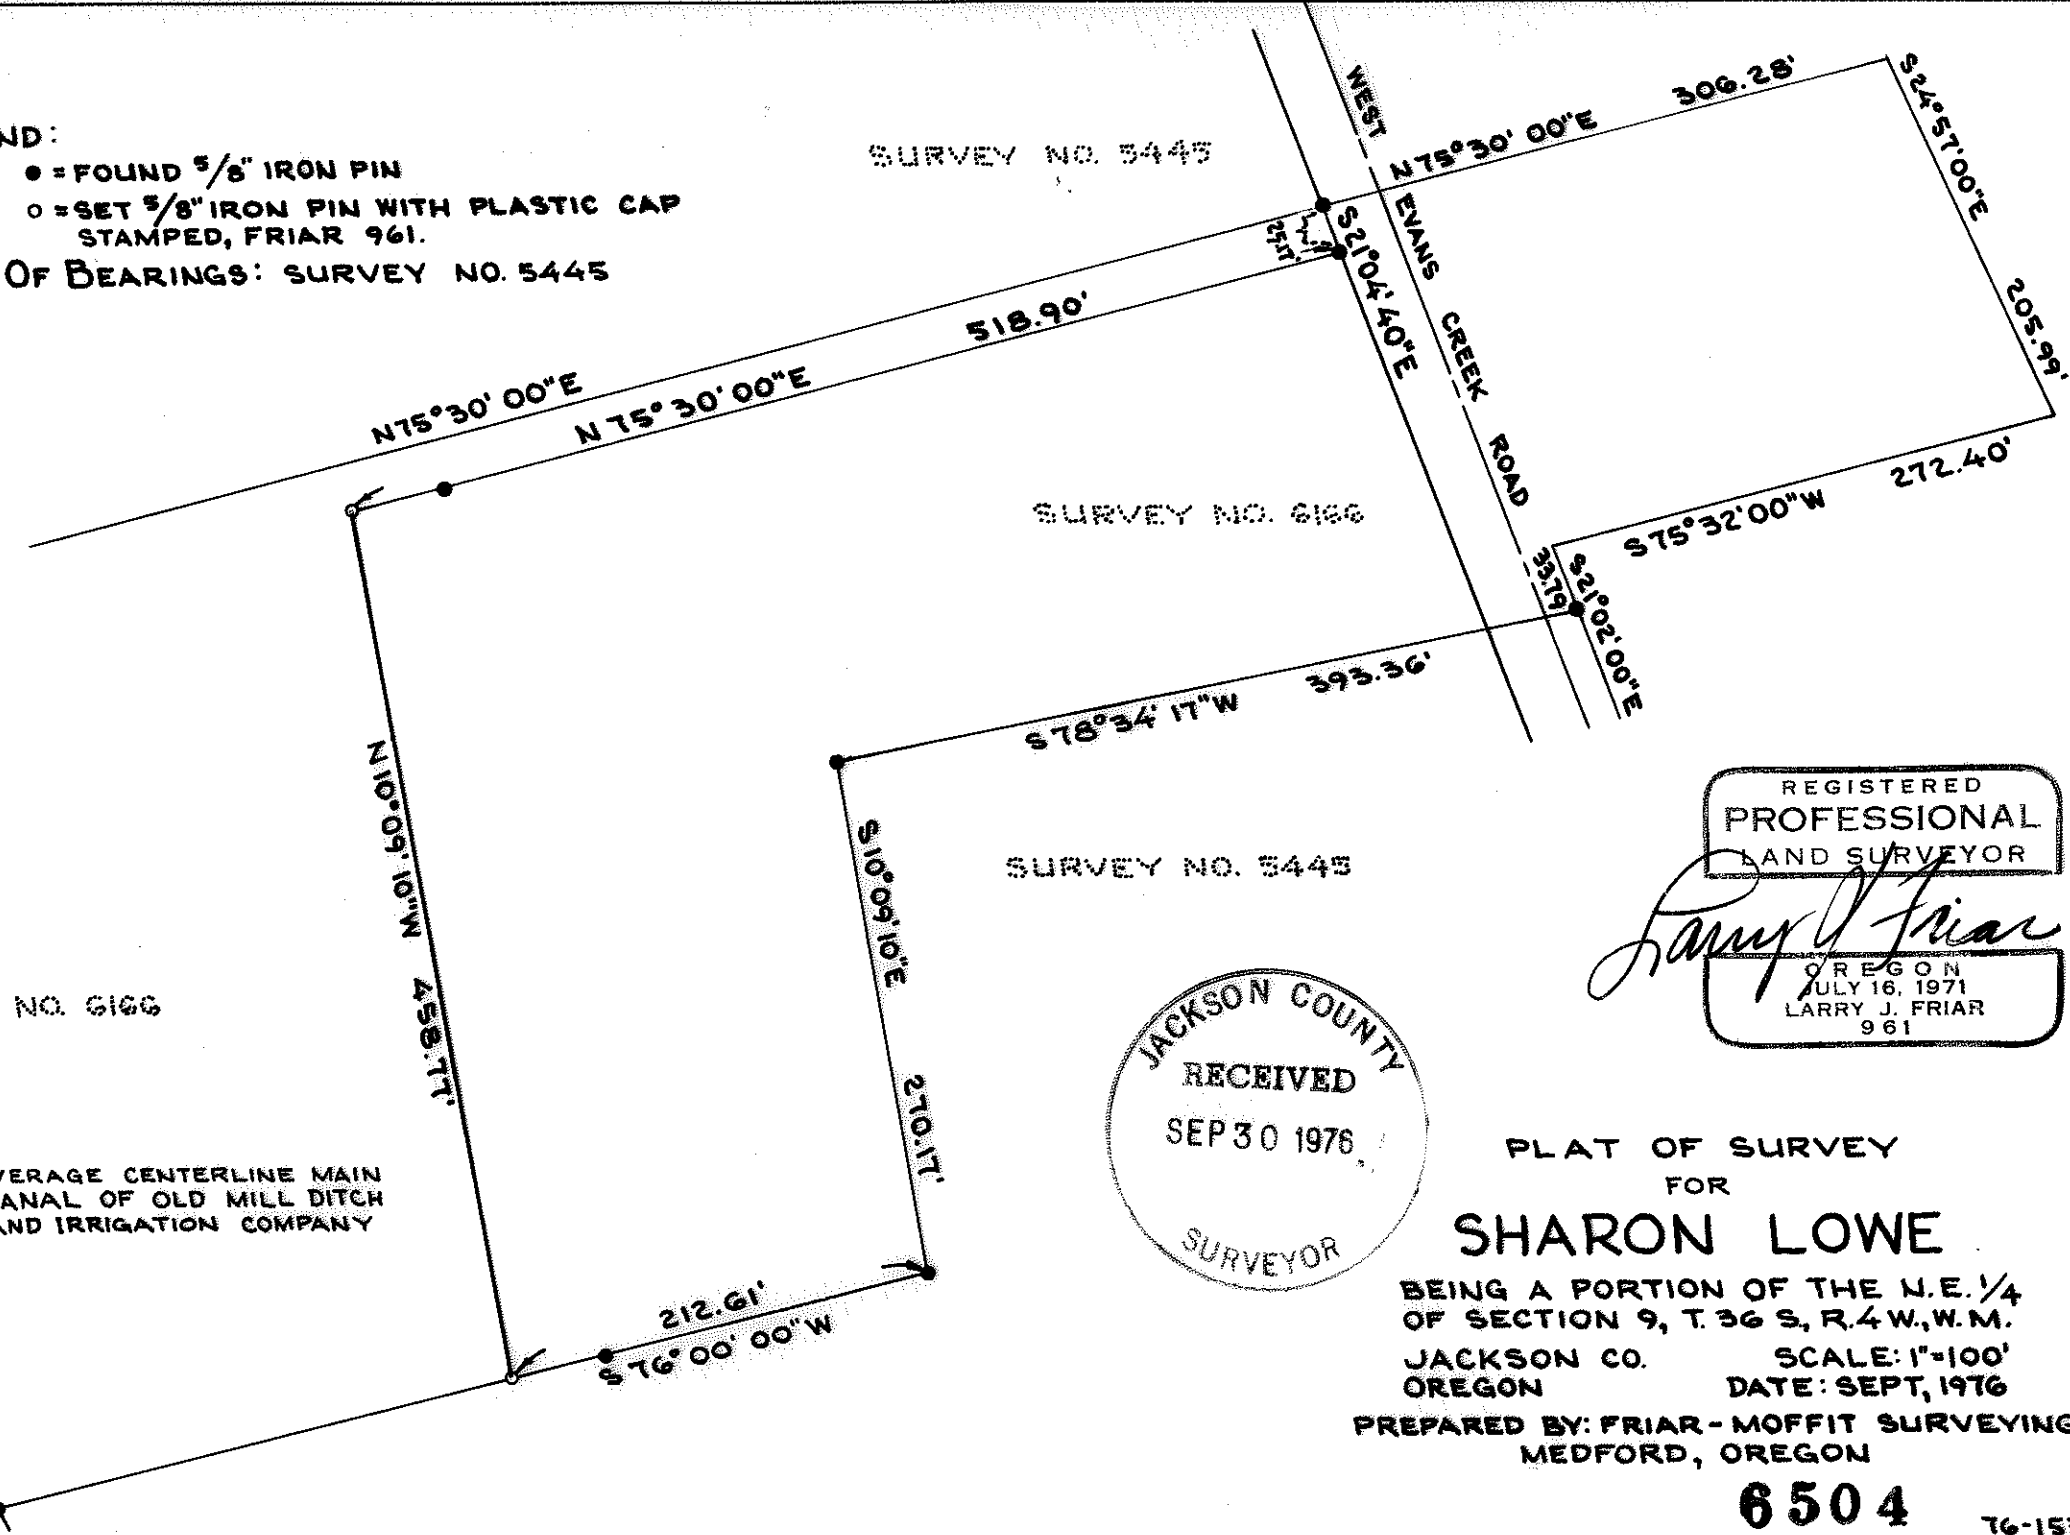 ND:
● = FOUND 5/8" IRON PIN
○ = SET 5/8" IRON PIN WITH PLASTIC CAP
STAMPED, FRIAR 961.
OF BEARINGS: SURVEY NO. 5445
SURVEY NO. 5445
WEST EVANS CREEK ROAD
N75°30'00"E 306.28'
S24°57'00"E 205.99'
25.17'
S21°04'40"E
518.90'
N75°30'00"E
N75°30'00"E
SURVEY NO. 6166
272.40'
S75°32'00"W
33.79
S21°02'00"E
393.36'
S78°34'17"W
N10°09'10"W 458.77'
S10°09'10"E 270.17'
SURVEY NO. 5445
NO. 6166
VERAGE CENTERLINE MAIN
ANAL OF OLD MILL DITCH
AND IRRIGATION COMPANY
212.61'
S76°00'00"W
REGISTERED
PROFESSIONAL
LAND SURVEYOR
Larry J Friar
OREGON
JULY 16, 1971
LARRY J. FRIAR
961
JACKSON COUNTY
RECEIVED
SEP 30 1976
SURVEYOR
PLAT OF SURVEY
FOR
SHARON LOWE
BEING A PORTION OF THE N.E. 1/4
OF SECTION 9, T. 36 S, R. 4 W., W.M.
JACKSON CO. SCALE: 1"=100'
OREGON DATE: SEPT, 1976
PREPARED BY: FRIAR-MOFFIT SURVEYING
MEDFORD, OREGON
6504
76-15